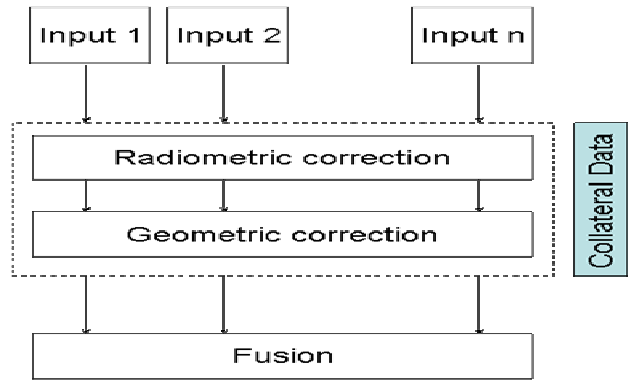 Input 1
Input 2
Input n
Radiometric correction
Geometric correction
Collateral Data
Fusion